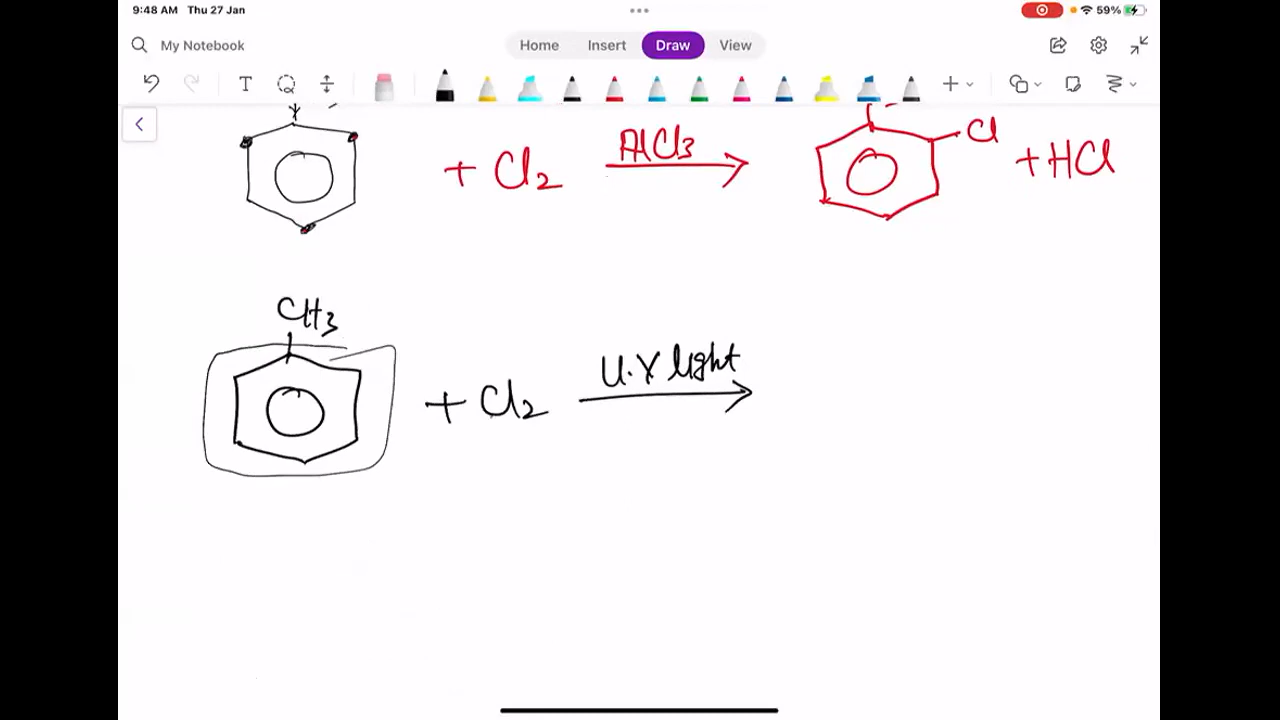 9:48 AM Thu 27 Jan
59%
My Notebook
Home Insert Draw View
+ Cl2 AlCl3 Cl + HCl
CH3
+ Cl2 U.V light